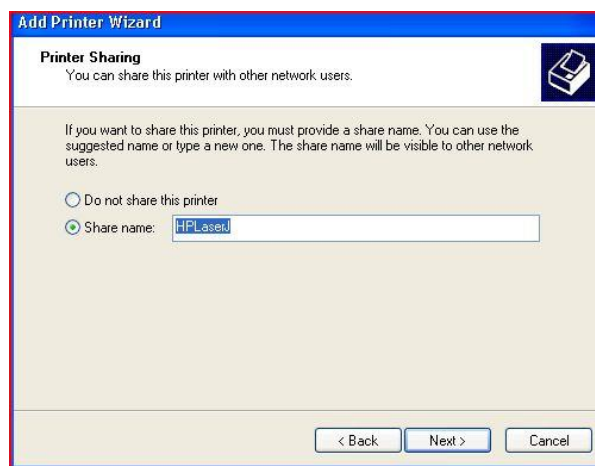 Add Printer Wizard
Printer Sharing
You can share this printer with other network users.
If you want to share this printer, you must provide a share name. You can use the
suggested name or type a new one. The share name will be visible to other network
users.
Do not share this printer
Share name: HPLaserJ
< Back Next > Cancel